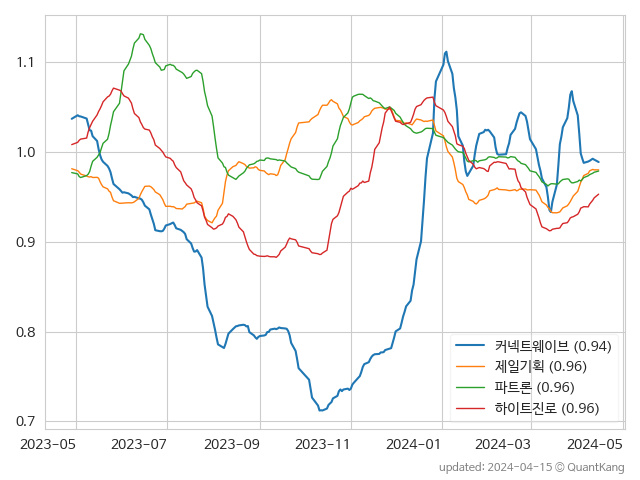 1.1
1.0
0.9
0.8
0.7
커넥트웨이브 (0.94)
제일기획 (0.96)
파트론 (0.96)
하이트진로 (0.96)
2023-05 2023-07 2023-09 2023-11 2024-01 2024-03 2024-05
updated: 2024-04-15 © QuantKang